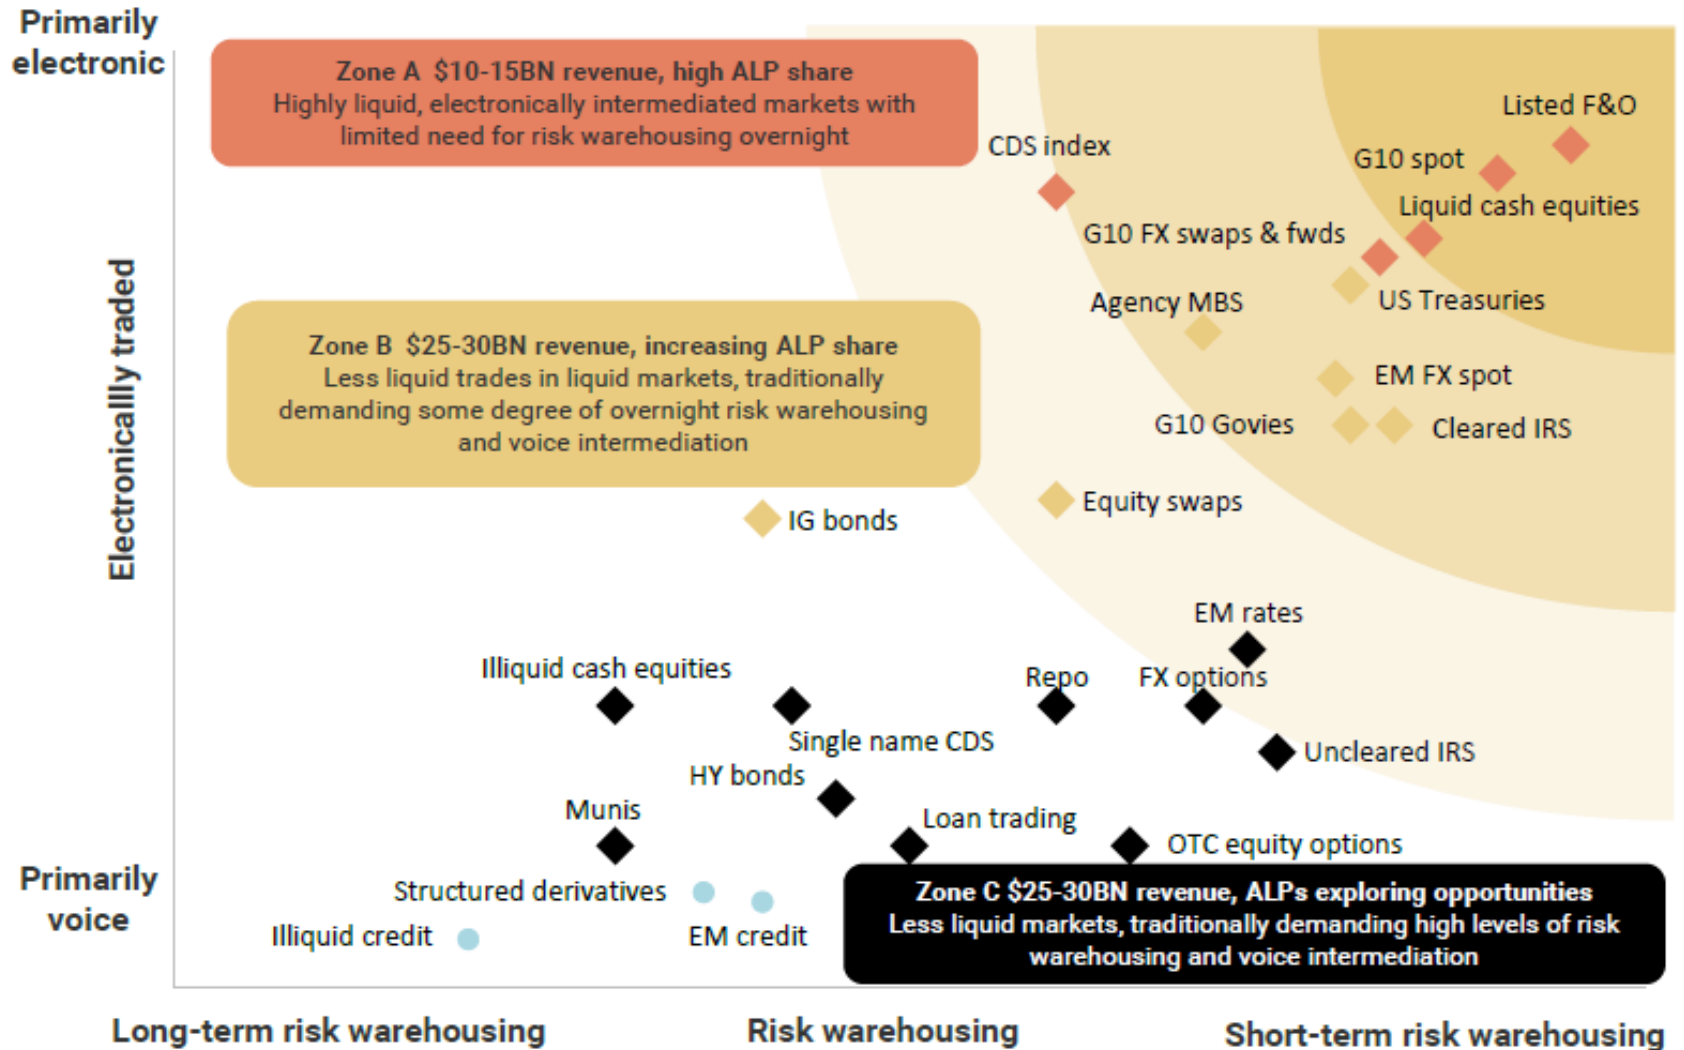 Primarily
electronic
Zone A  $10-15BN revenue, high ALP share
Highly liquid, electronically intermediated markets with
limited need for risk warehousing overnight
Listed F&O
CDS index
G10 spot
Liquid cash equities
G10 FX swaps & fwds
US Treasuries
Agency MBS
Electronicallly traded
Zone B  $25-30BN revenue, increasing ALP share
Less liquid trades in liquid markets, traditionally
demanding some degree of overnight risk warehousing
and voice intermediation
EM FX spot
G10 Govies
Cleared IRS
Equity swaps
IG bonds
EM rates
Illiquid cash equities
Repo
FX options
Single name CDS
Uncleared IRS
HY bonds
Munis
Loan trading
OTC equity options
Primarily
voice
Structured derivatives
Illiquid credit
EM credit
Zone C $25-30BN revenue, ALPs exploring opportunities
Less liquid markets, traditionally demanding high levels of risk
warehousing and voice intermediation
Long-term risk warehousing
Risk warehousing
Short-term risk warehousing